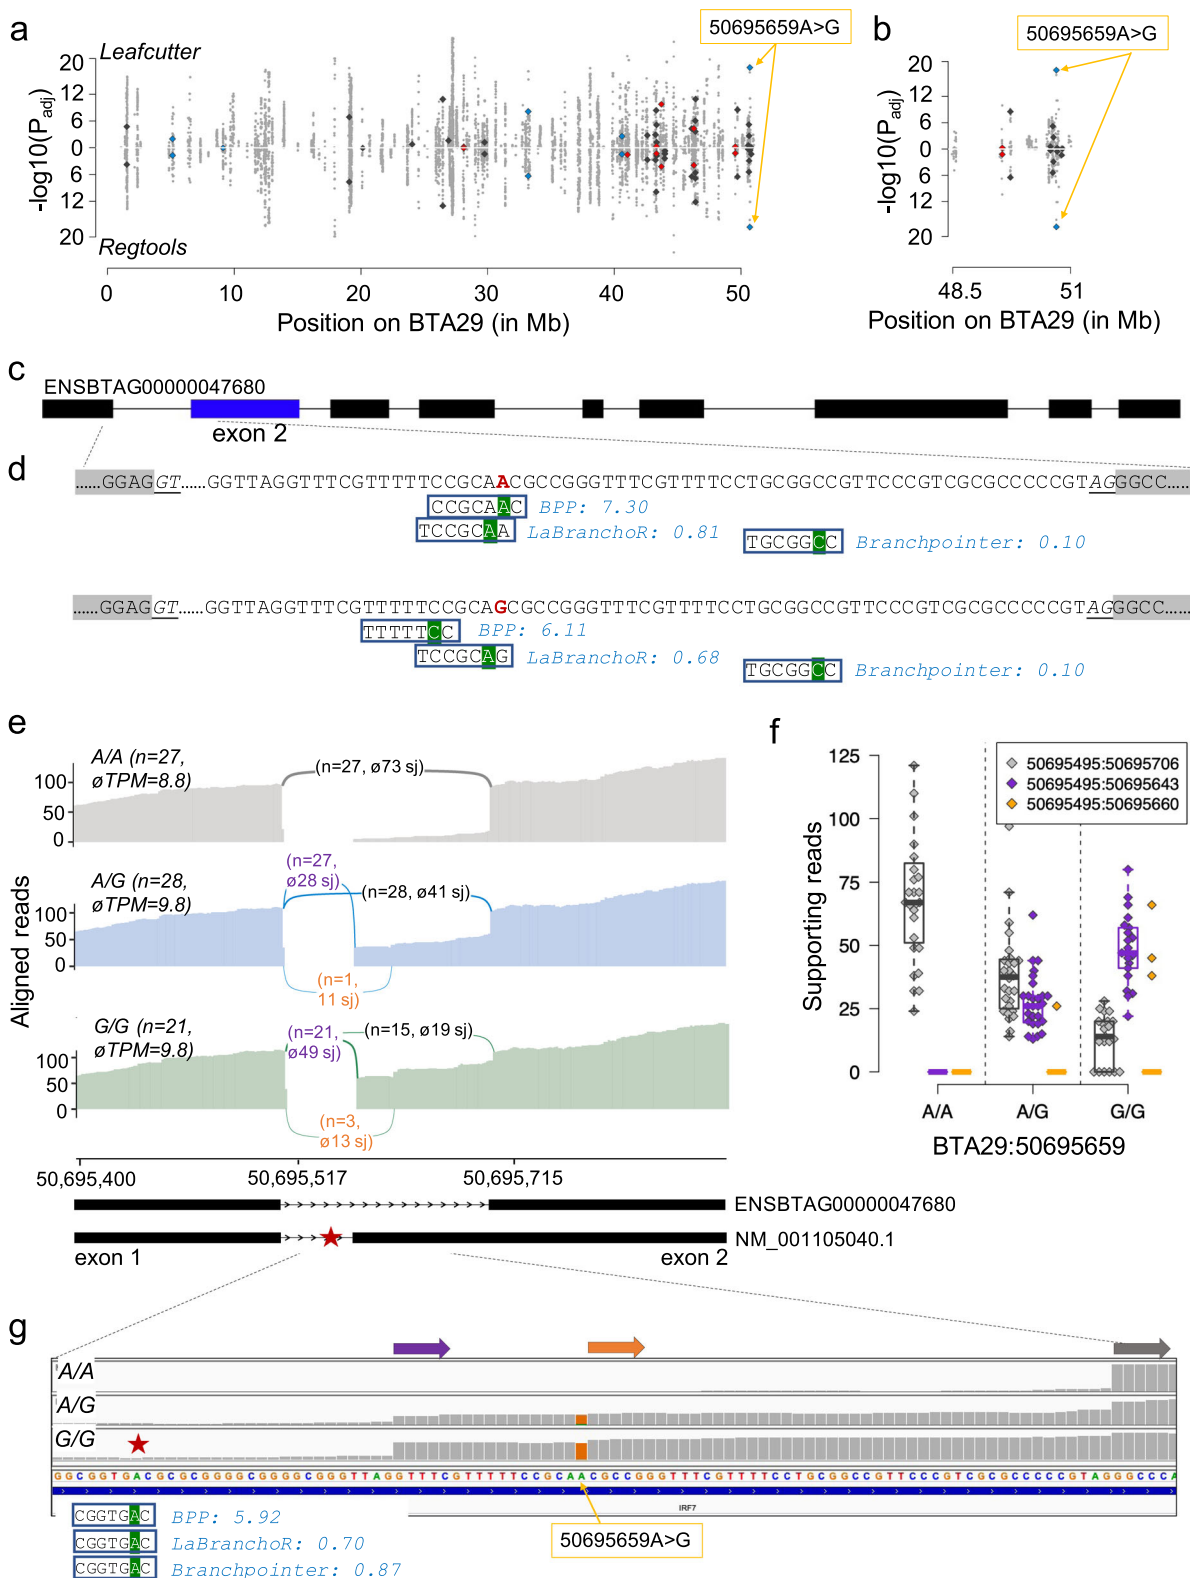 a
Leafcutter
50695659A>G
20
12
6
0
6
12
20
-log10(Padj)
Regtools
0 10 20 30 40 50
Position on BTA29 (in Mb)
b
50695659A>G
20
12
6
0
6
12
20
-log10(Padj)
48.5 51
Position on BTA29 (in Mb)
c
ENSBTAG00000047680
exon 2
d
......GGAGGT......GGTTAGGTTTCGTTTTTCCGCAACGCCGGGTTTCGTTTTCCTGCGGCCGTTCCCGTCGCGCCCCCGTAGGGCC......
CCGCAAC BPP: 7.30
TCCGCAA LaBranchoR: 0.81
TGCGGCC Branchpointer: 0.10
......GGAGGT......GGTTAGGTTTCGTTTTTCCGCAGCGCCGGGTTTCGTTTTCCTGCGGCCGTTCCCGTCGCGCCCCCGTAGGGCC......
TTTTTCC BPP: 6.11
TCCGCAG LaBranchoR: 0.68
TGCGGCC Branchpointer: 0.10
e
Aligned reads
A/A (n=27,
øTPM=8.8)
(n=27, ø73 sj)
100
50
0
A/G (n=28,
øTPM=9.8)
(n=27,
ø28 sj)
(n=28, ø41 sj)
100
50
0
(n=1,
11 sj)
G/G (n=21,
øTPM=9.8)
(n=21,
ø49 sj)
(n=15, ø19 sj)
100
50
0
(n=3,
ø13 sj)
50,695,400 50,695,517 50,695,715
ENSBTAG00000047680
NM_001105040.1
exon 1 exon 2
f
50695495:50695706
50695495:50695643
50695495:50695660
125
100
75
50
25
0
Supporting reads
A/A A/G G/G
BTA29:50695659
g
A/A
A/G
G/G
GGCGGTGACGCGCGGGGCGGGGCGGGTTAGGTTTCGTTTTTCCGCAACGCCGGGTTTCGTTTTCCTGCGGCCGTTCCCGTCGCGCCCCCGTAGGGCCCA
IRF7
CGGTGAC BPP: 5.92
CGGTGAC LaBranchoR: 0.70
CGGTGAC Branchpointer: 0.87
50695659A>G